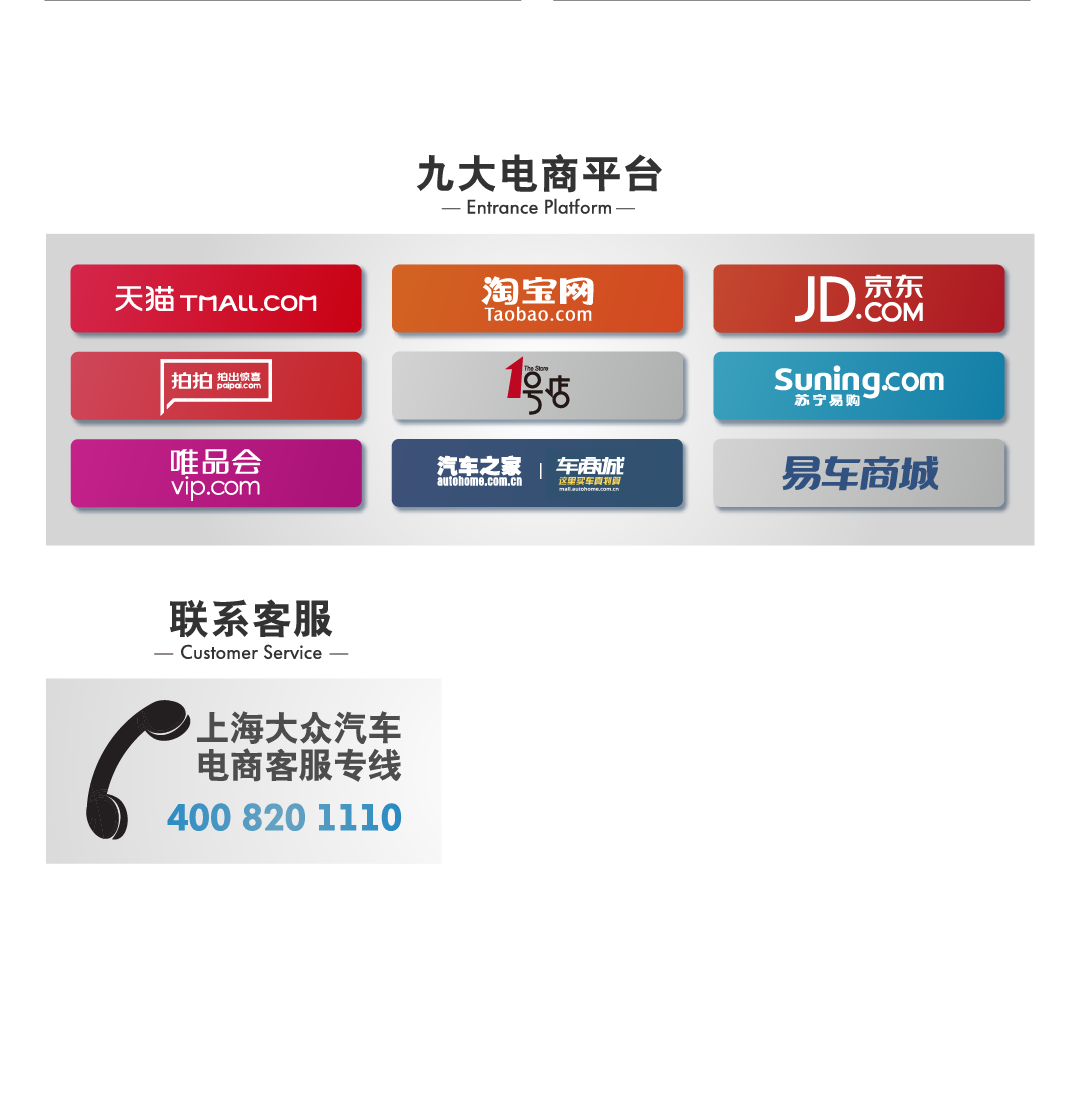 九大电商平台
— Entrance Platform —
天猫 TMALL.COM
淘宝网
Taobao.com
JD.COM 京东
拍拍 拍出惊喜
paipai.com
The Store
1号店
Suning.com
苏宁易购
唯品会
vip.com
汽车之家 | 车商城
autohome.com.cn
这里买车真划算
mall.autohome.com.cn
易车商城
联系客服
— Customer Service —
上海大众汽车
电商客服专线
400 820 1110